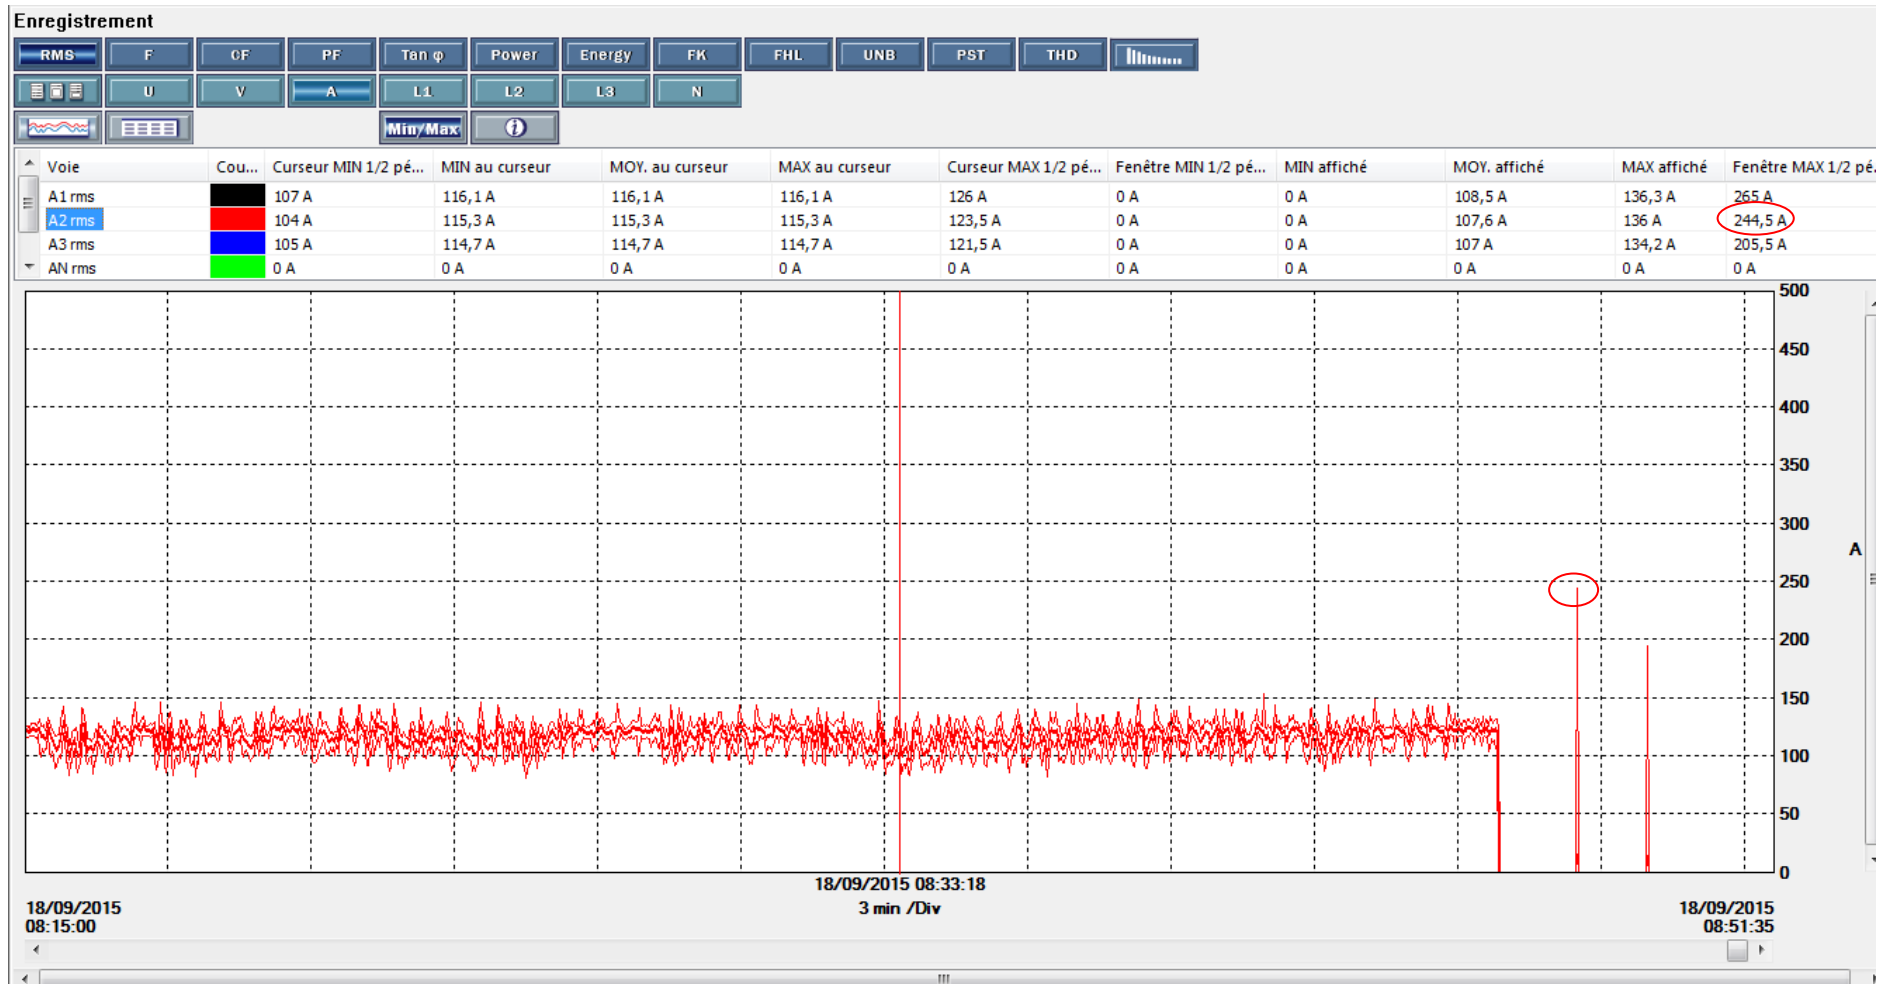 Enregistrement
RMS F CF PF Tan φ Power Energy FK FHL UNB PST THD
U V A L1 L2 L3 N
Min/Max
Voie Cou... Curseur MIN 1/2 pé... MIN au curseur MOY. au curseur MAX au curseur Curseur MAX 1/2 pé... Fenêtre MIN 1/2 pé... MIN affiché MOY. affiché MAX affiché Fenêtre MAX 1/2 pé.
A1 rms 107 A 116,1 A 116,1 A 116,1 A 126 A 0 A 0 A 108,5 A 136,3 A 265 A
A2 rms 104 A 115,3 A 115,3 A 115,3 A 123,5 A 0 A 0 A 107,6 A 136 A 244,5 A
A3 rms 105 A 114,7 A 114,7 A 114,7 A 121,5 A 0 A 0 A 107 A 134,2 A 205,5 A
AN rms 0 A 0 A 0 A 0 A 0 A 0 A 0 A 0 A 0 A 0 A
500
450
400
350
300
A
250
200
150
100
50
0
18/09/2015 08:33:18
18/09/2015 3 min /Div 18/09/2015
08:15:00 08:51:35